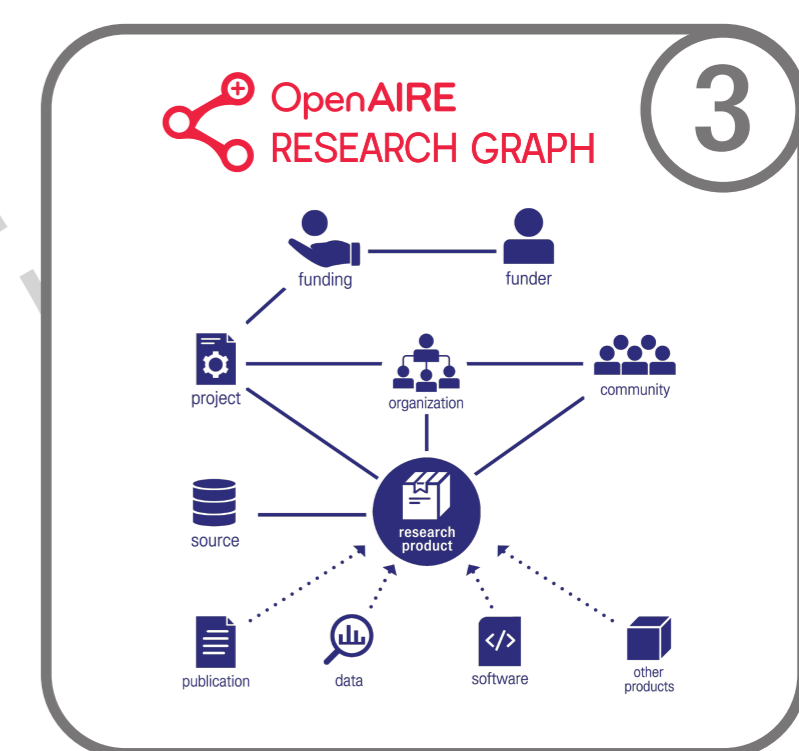 3
OpenAIRE
RESEARCH GRAPH
funding
funder
project
organization
community
source
research
product
publication
data
</>
software
other
products